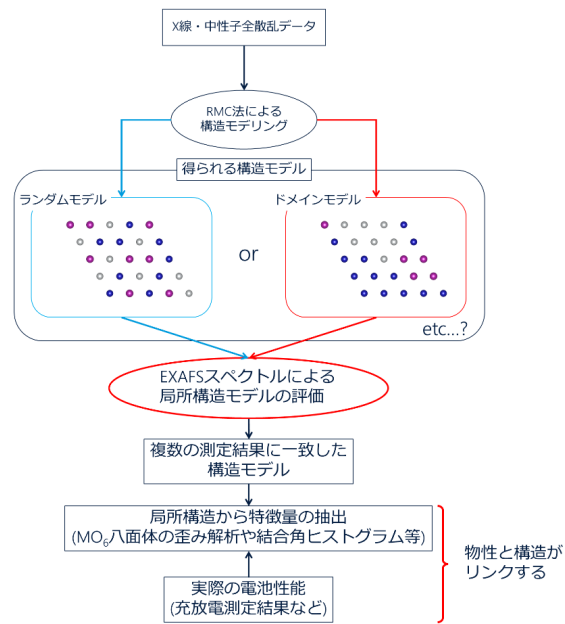 X線・中性子全散乱データ
RMC法による
構造モデリング
得られる構造モデル
ランダムモデル
ドメインモデル
or
etc...?
EXAFSスペクトルによる
局所構造モデルの評価
複数の測定結果に一致した
構造モデル
局所構造から特徴量の抽出
(MO₆八面体の歪み解析や結合角ヒストグラム等)
物性と構造が
リンクする
実際の電池性能
(充放電測定結果など)